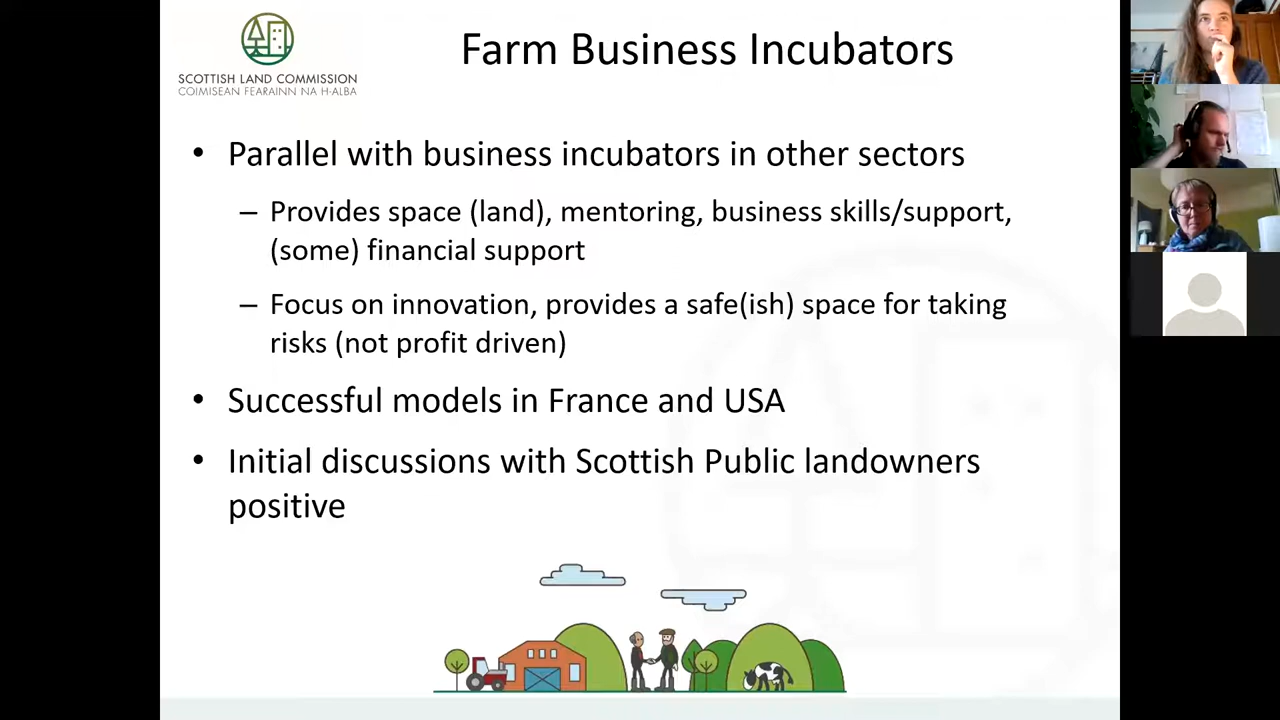 SCOTTISH LAND COMMISSION
COIMISEAN FEARAINN NA H-ALBA
Farm Business Incubators
• Parallel with business incubators in other sectors
– Provides space (land), mentoring, business skills/support,
(some) financial support
– Focus on innovation, provides a safe(ish) space for taking
risks (not profit driven)
• Successful models in France and USA
• Initial discussions with Scottish Public landowners
positive